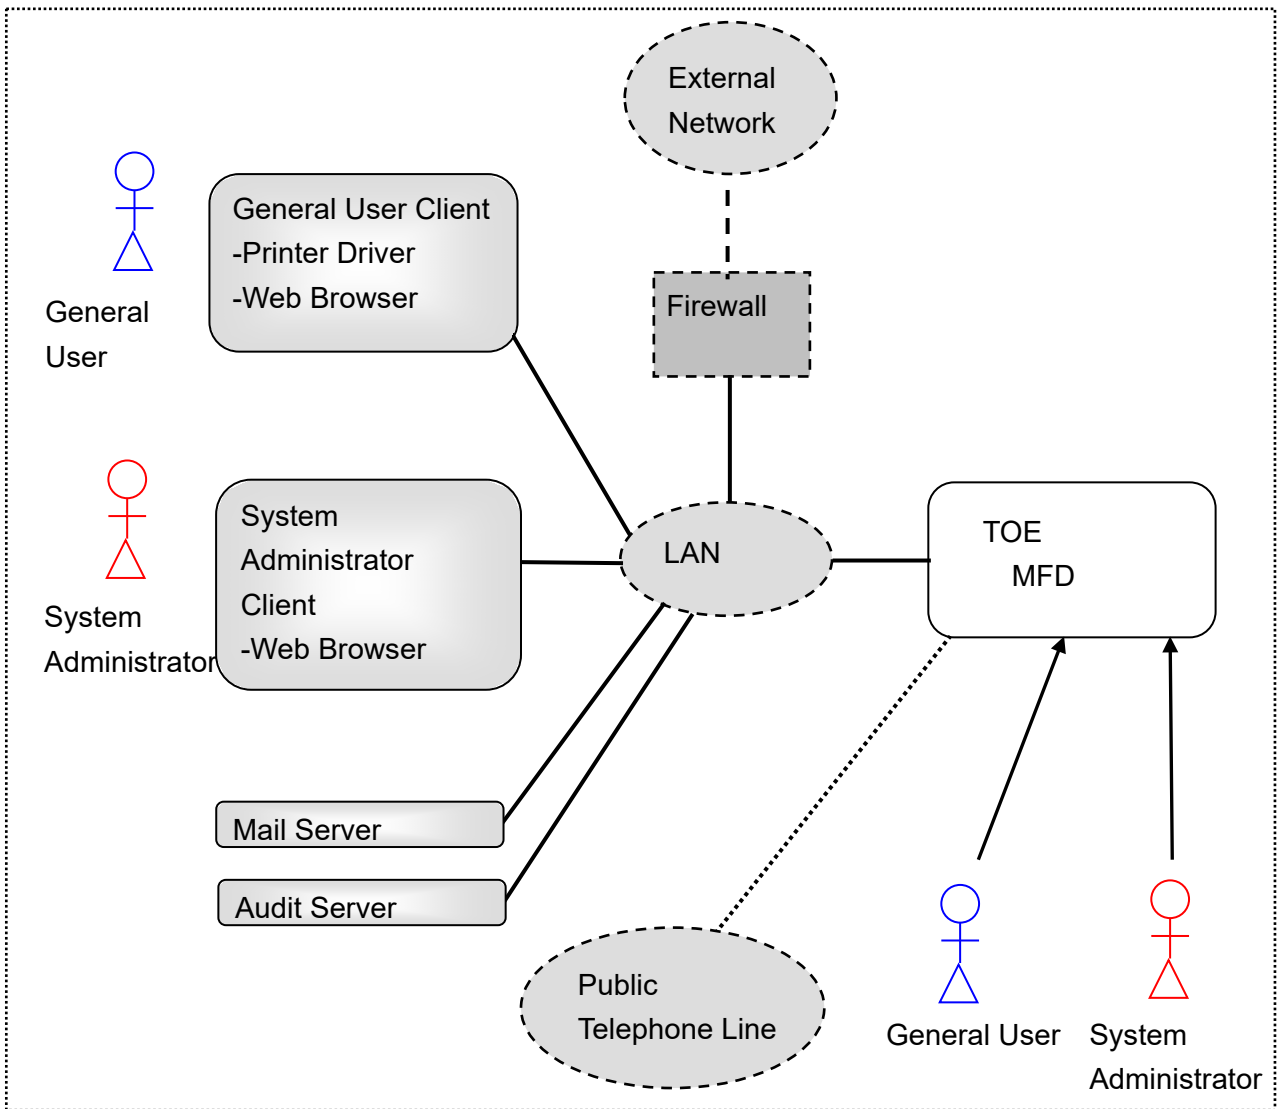 External
Network
General User Client
-Printer Driver
-Web Browser
General
User
Firewall
System
Administrator
Client
-Web Browser
System
Administrator
LAN
TOE
MFD
Mail Server
Audit Server
Public
Telephone Line
General User
System
Administrator